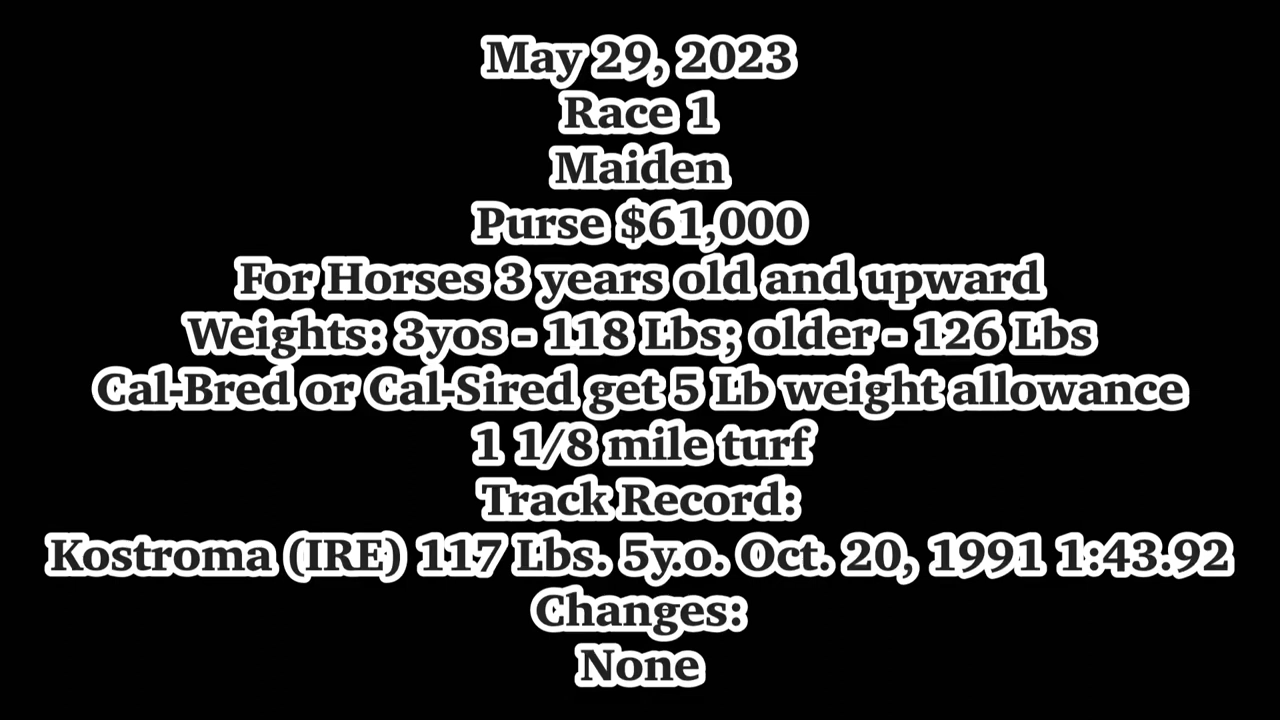 May 29, 2023
Race 1
Maiden
Purse $61,000
For Horses 3 years old and upward
Weights: 3yos - 118 Lbs; older - 126 Lbs
Cal-Bred or Cal-Sired get 5 Lb weight allowance
1 1/8 mile turf
Track Record:
Kostroma (IRE) 117 Lbs. 5y.o. Oct. 20, 1991 1:43.92
Changes:
None